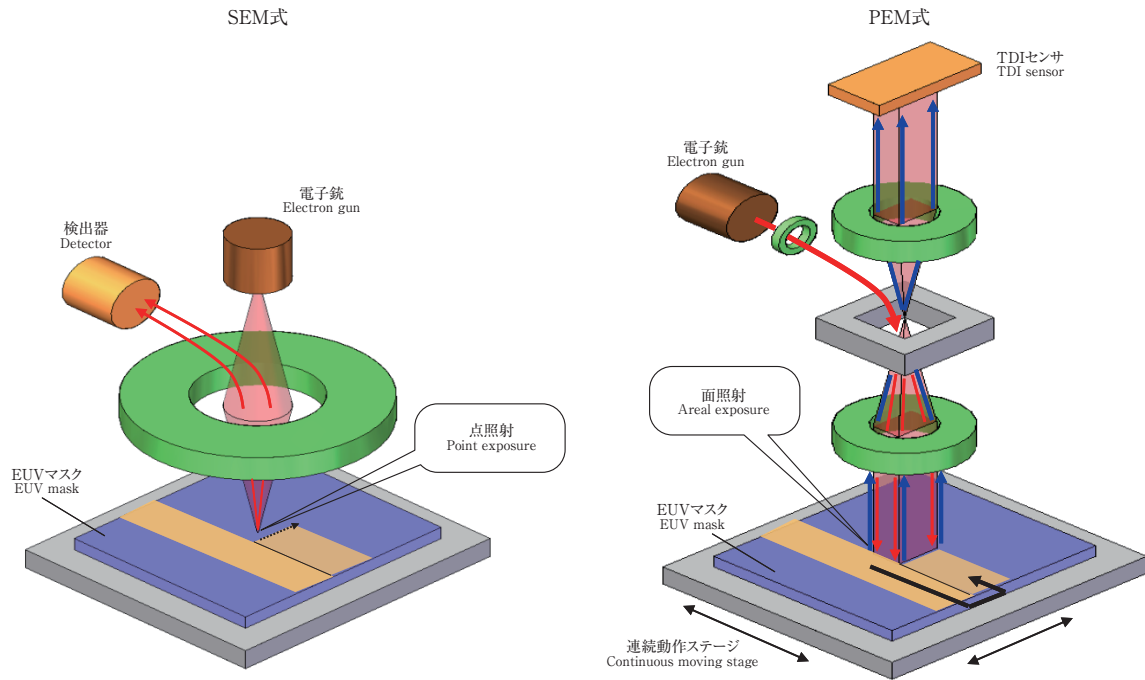 SEM式
電子銃
Electron gun
検出器
Detector
点照射
Point exposure
EUVマスク
EUV mask
PEM式
TDIセンサ
TDI sensor
電子銃
Electron gun
面照射
Areal exposure
EUVマスク
EUV mask
連続動作ステージ
Continuous moving stage